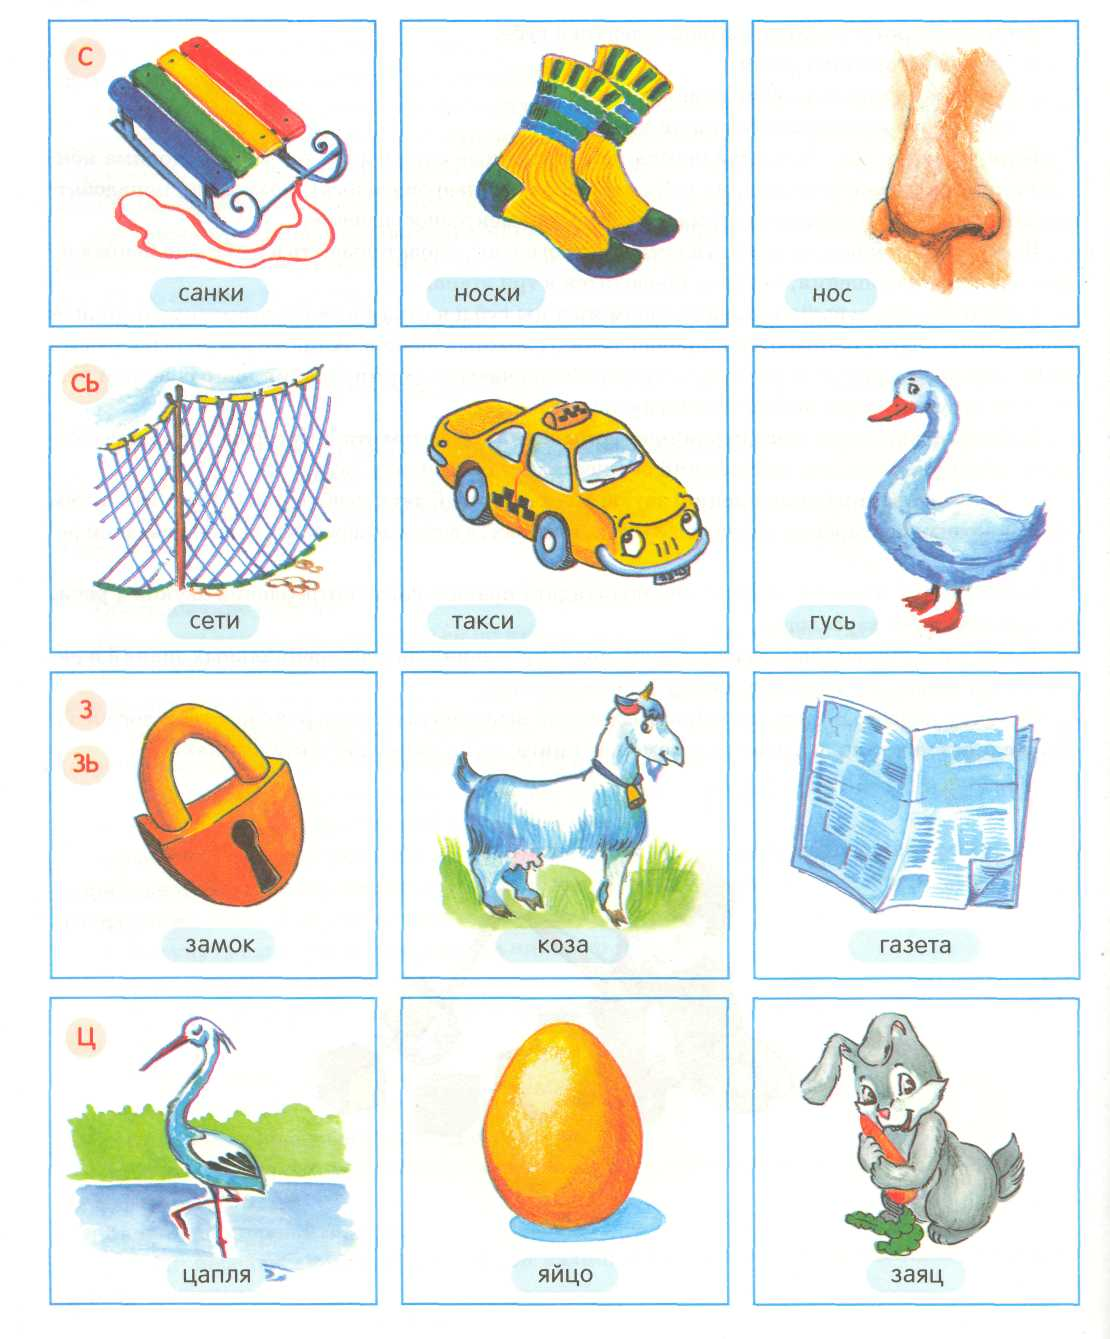 С
санки
носки
нос
СЬ
сети
такси
гусь
З
ЗЬ
замок
коза
газета
Ц
цапля
яйцо
заяц